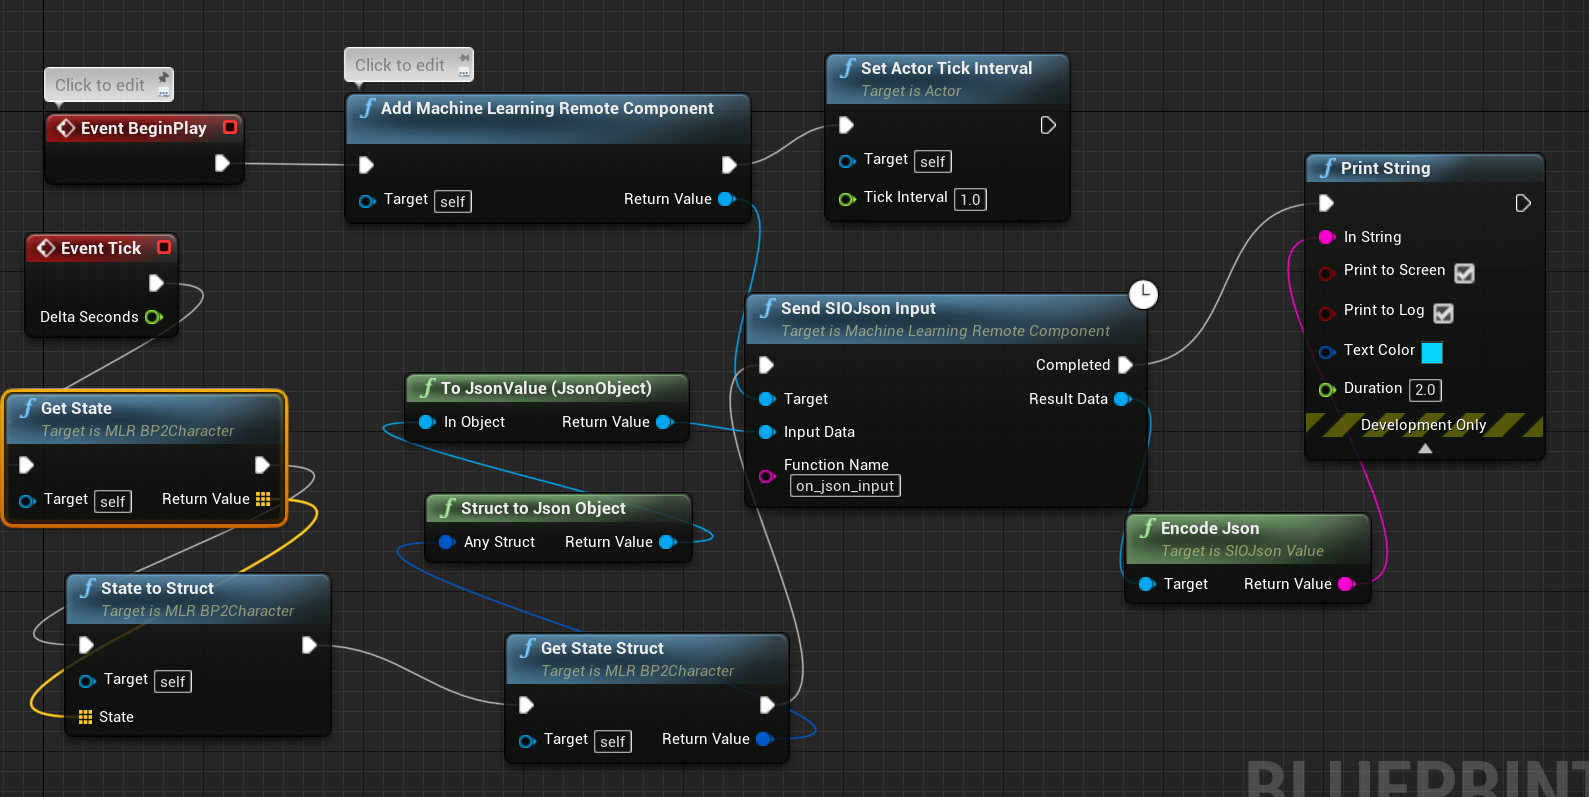 Click to edit
Event BeginPlay
Click to edit
Add Machine Learning Remote Component
Target self
Return Value
Set Actor Tick Interval
Target is Actor
Target self
Tick Interval 1.0
Event Tick
Delta Seconds
Get State
Target is MLR BP2Character
Target self
Return Value
State to Struct
Target is MLR BP2Character
Target self
State
To JsonValue (JsonObject)
In Object
Return Value
Struct to Json Object
Any Struct
Return Value
Get State Struct
Target is MLR BP2Character
Target self
Return Value
Send SIOJson Input
Target is Machine Learning Remote Component
Completed
Target
Result Data
Input Data
Function Name
on_json_input
Print String
In String
Print to Screen
Print to Log
Text Color
Duration 2.0
Development Only
Encode Json
Target is SIOJson Value
Target
Return Value
BLUEPRINT